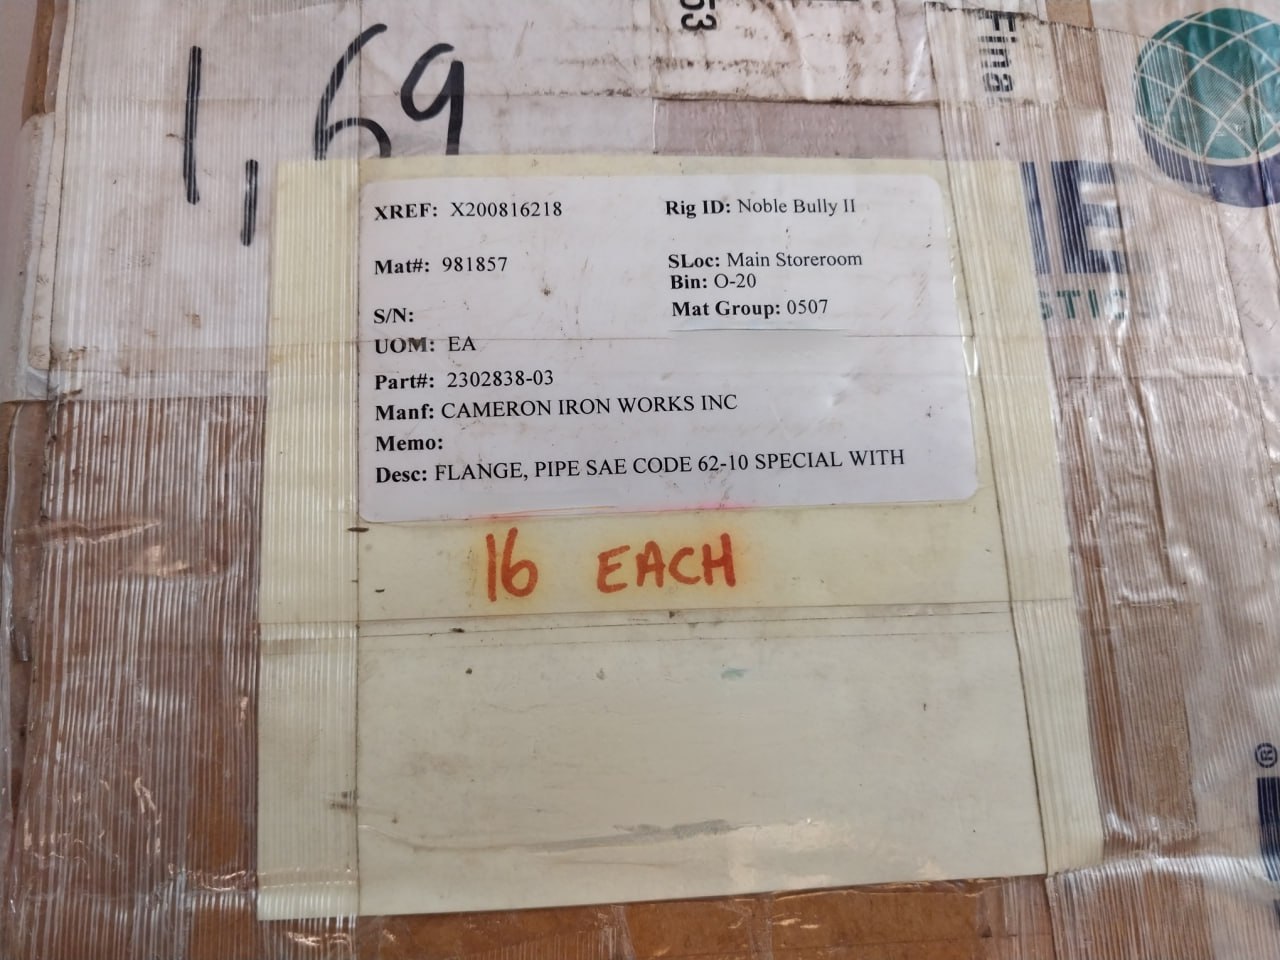 53
Fina
1,69
XREF: X200816218
Rig ID: Noble Bully II
Mat#: 981857
SLoc: Main Storeroom
Bin: O-20
S/N:
Mat Group: 0507
UOM: EA
Part#: 2302838-03
Manf: CAMERON IRON WORKS INC
Memo:
Desc: FLANGE, PIPE SAE CODE 62-10 SPECIAL WITH
16 EACH
®